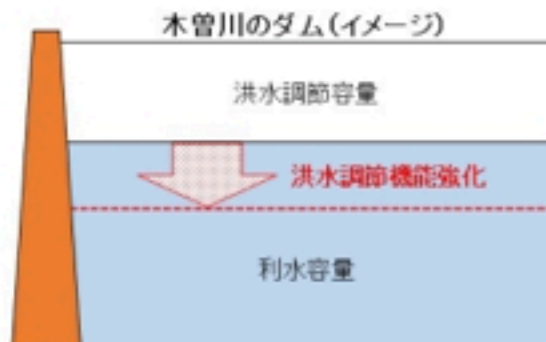 木曽川のダム(イメージ)
洪水調節容量
洪水調節機能強化
利水容量